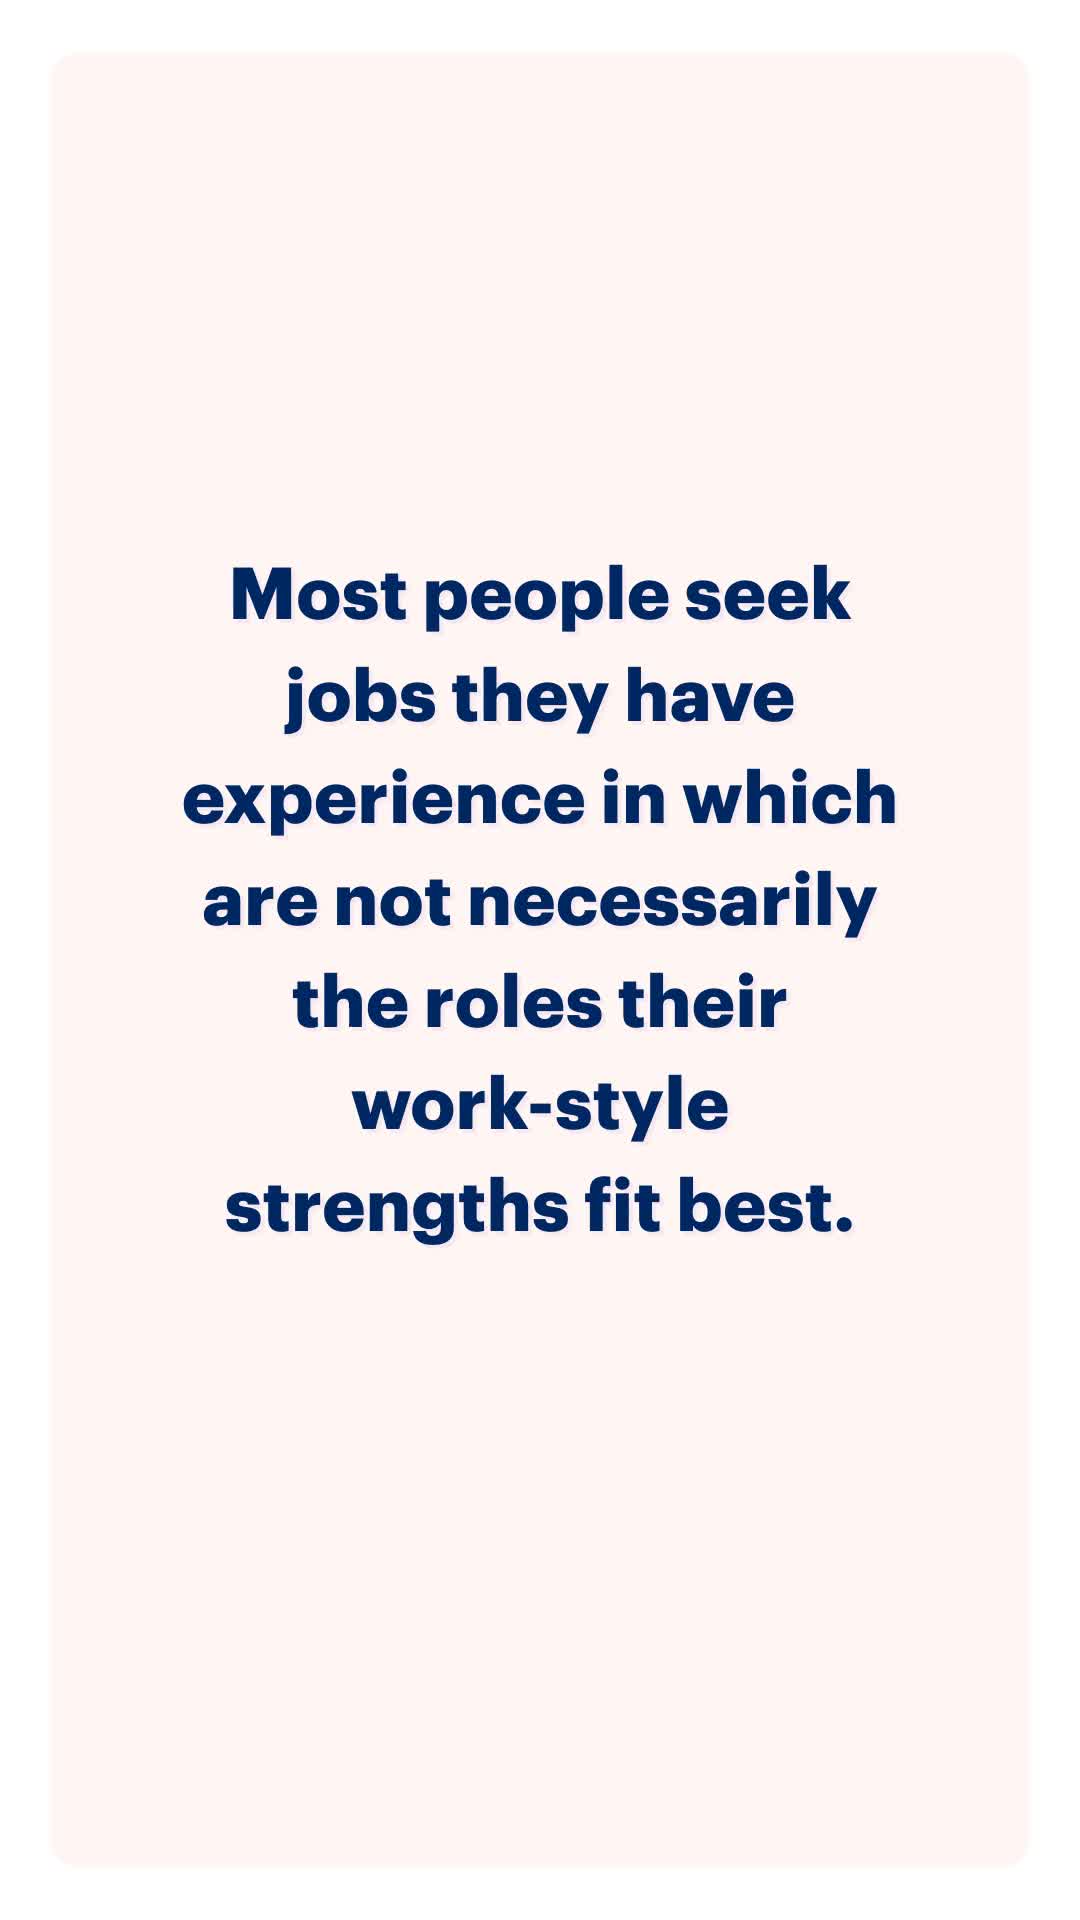 Most people seek
jobs they have
experience in which
are not necessarily
the roles their
work-style
strengths fit best.